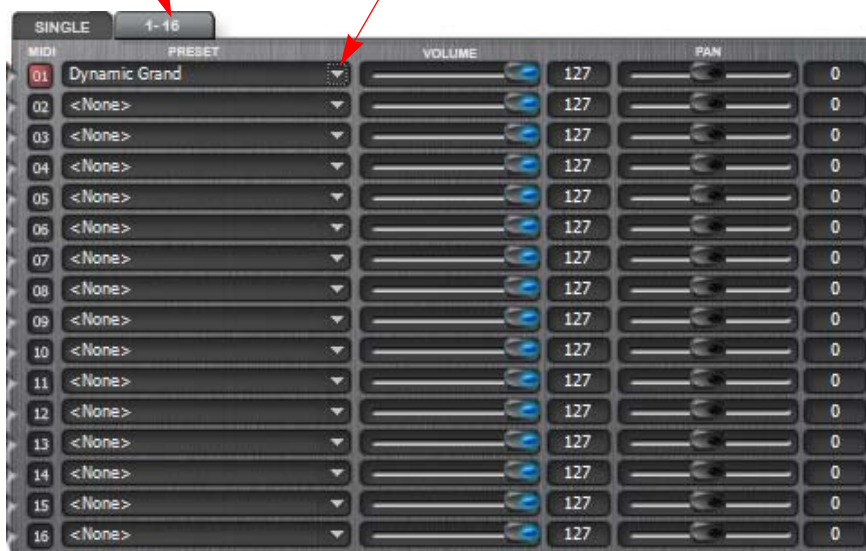 SINGLE 1-16
MIDI PRESET VOLUME PAN
01 Dynamic Grand 127 0
02 <None> 127 0
03 <None> 127 0
04 <None> 127 0
05 <None> 127 0
06 <None> 127 0
07 <None> 127 0
08 <None> 127 0
09 <None> 127 0
10 <None> 127 0
11 <None> 127 0
12 <None> 127 0
13 <None> 127 0
14 <None> 127 0
15 <None> 127 0
16 <None> 127 0